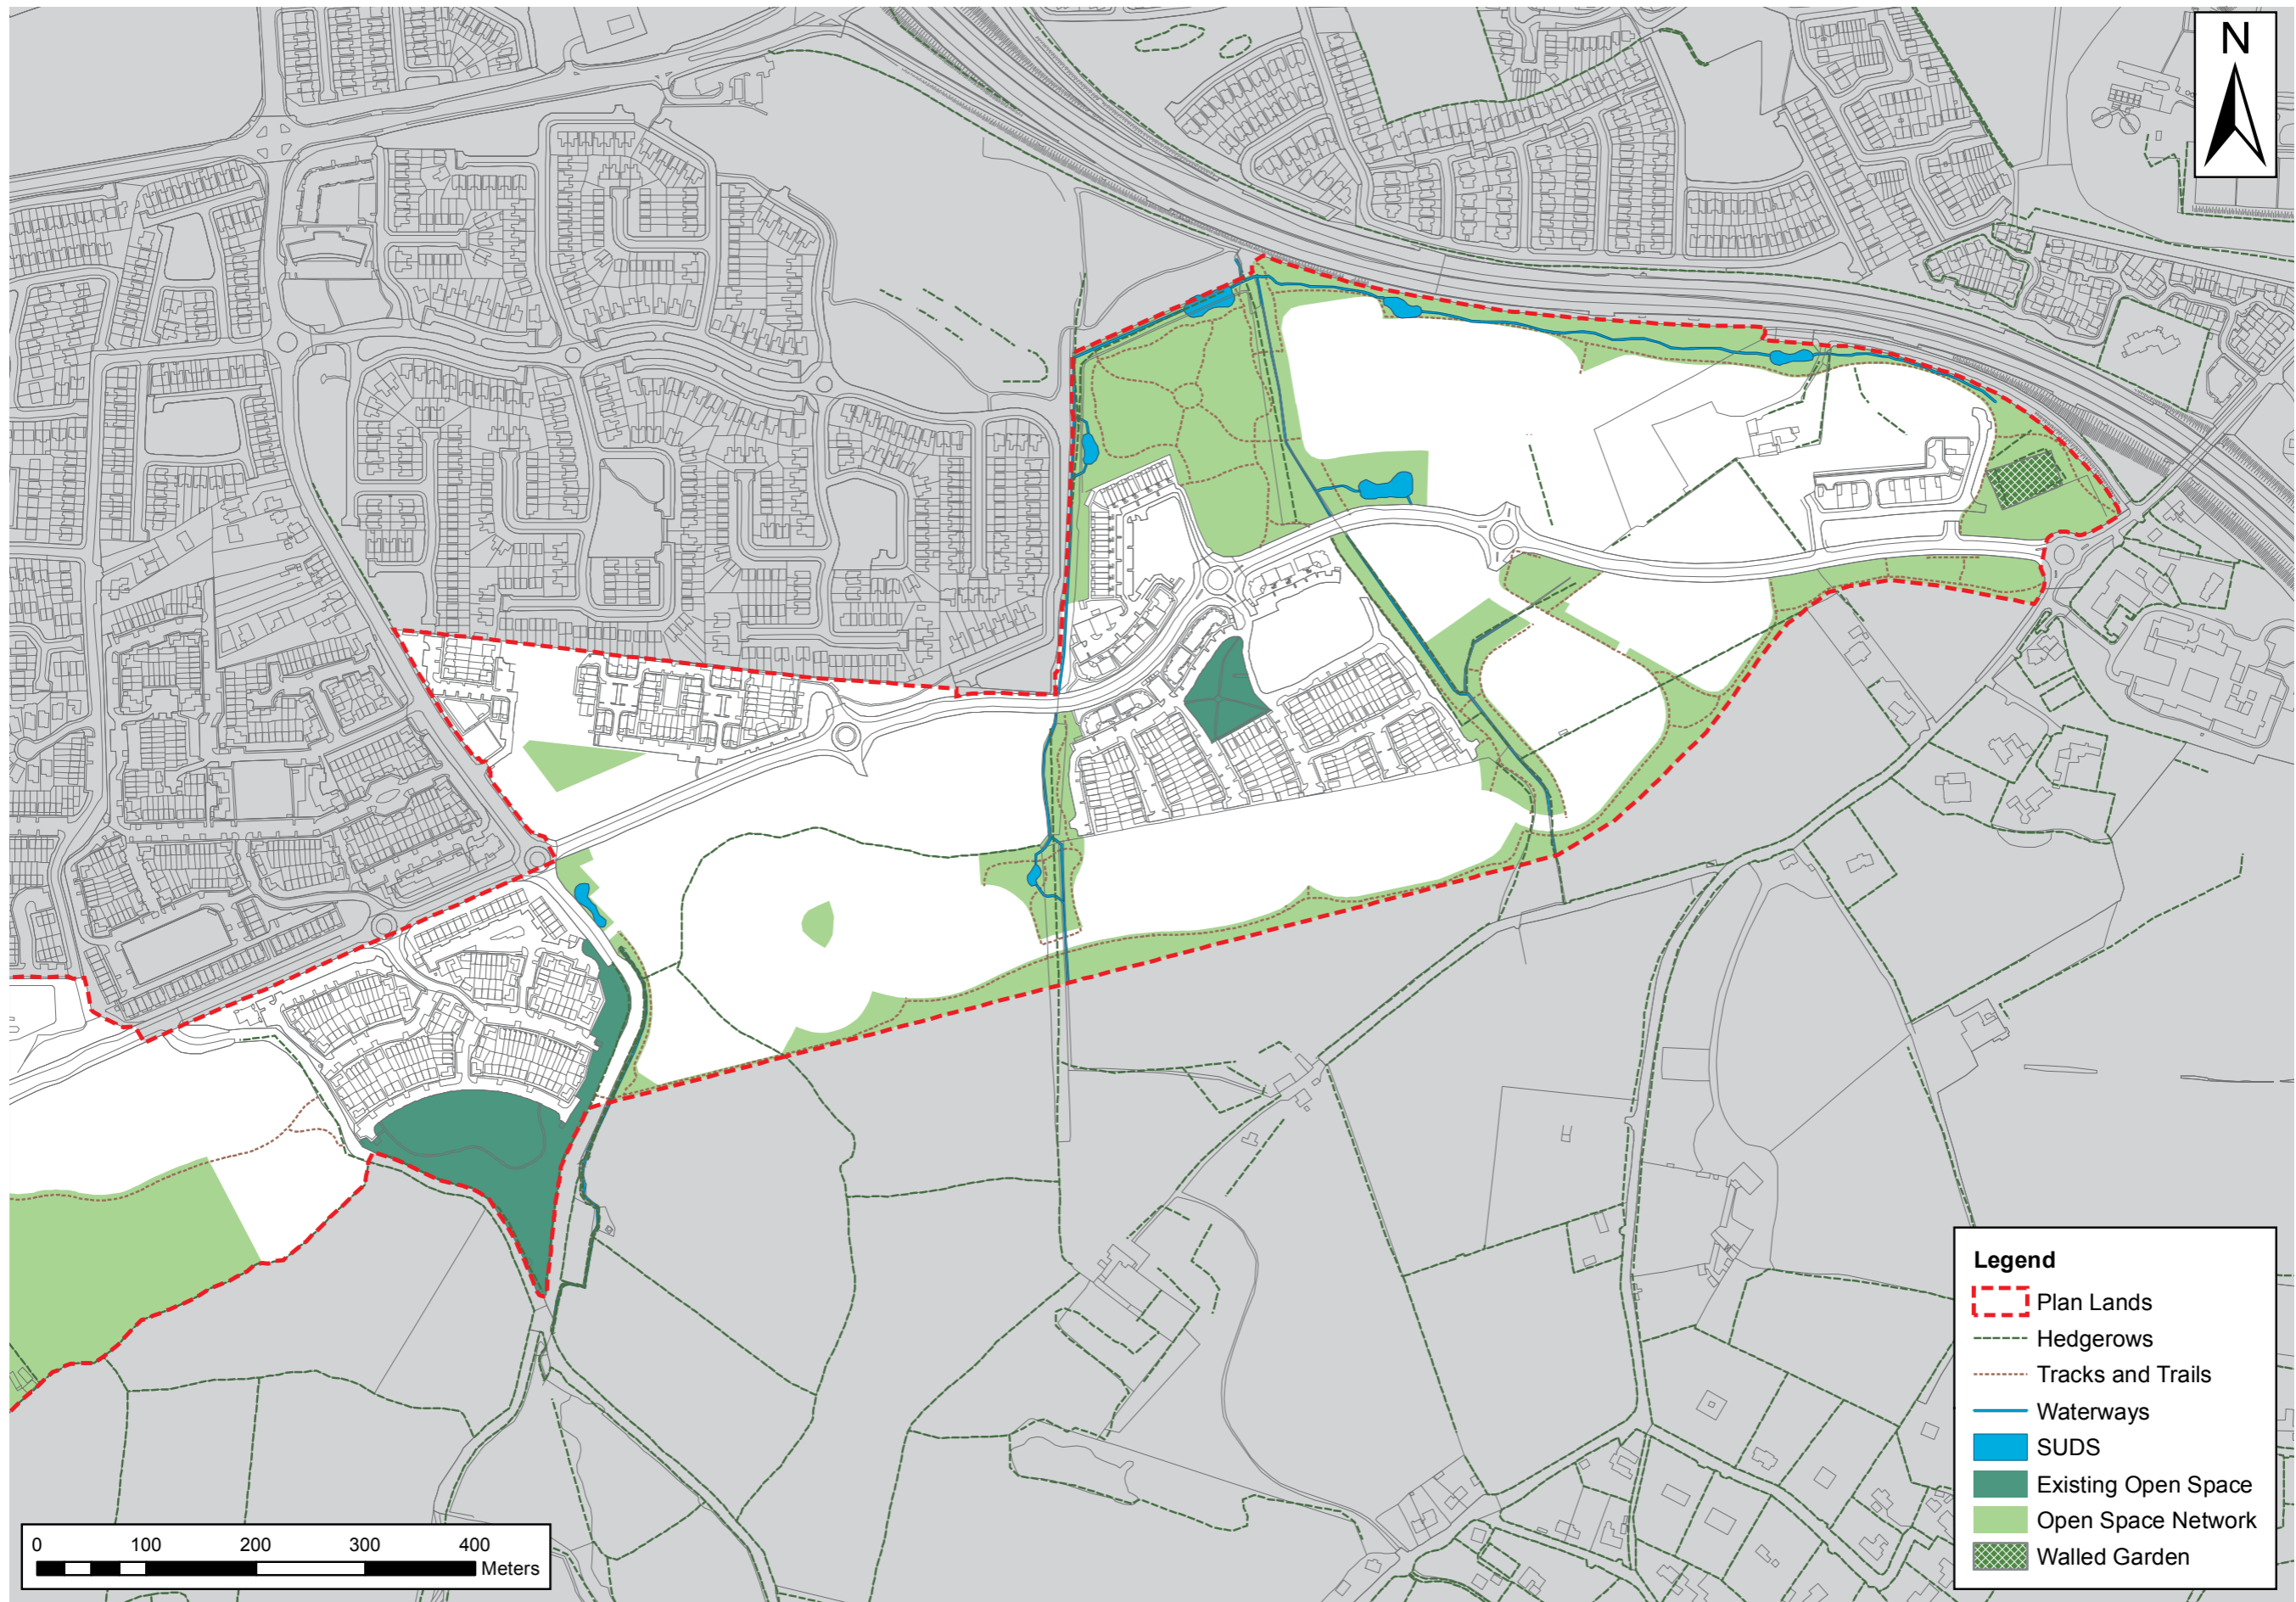 N
Legend
Plan Lands
Hedgerows
Tracks and Trails
Waterways
SUDS
Existing Open Space
Open Space Network
Walled Garden
0 100 200 300 400
Meters